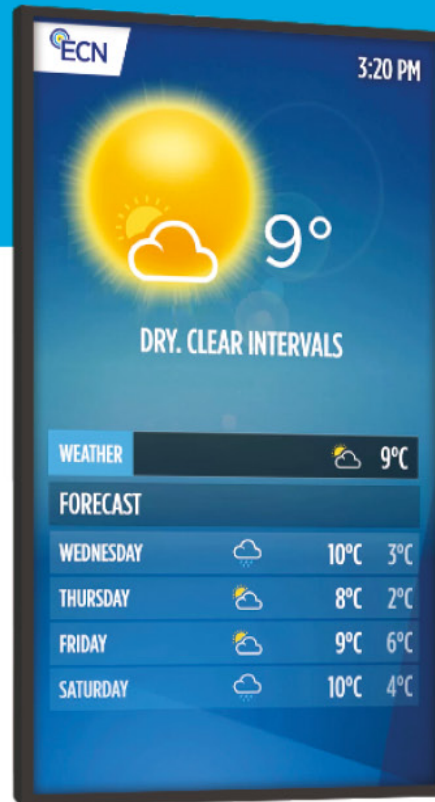 ECN
3:20 PM
9°
DRY. CLEAR INTERVALS
WEATHER 9°C
FORECAST
WEDNESDAY 10°C 3°C
THURSDAY 8°C 2°C
FRIDAY 9°C 6°C
SATURDAY 10°C 4°C